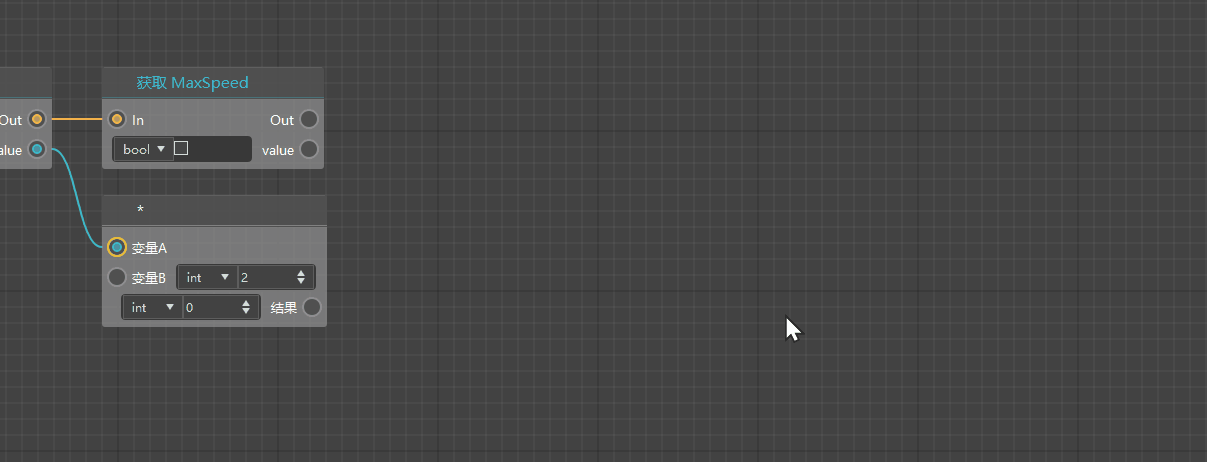 获取 MaxSpeed
Out In Out
alue bool value
*
变量A
变量B int 2
int 0 结果